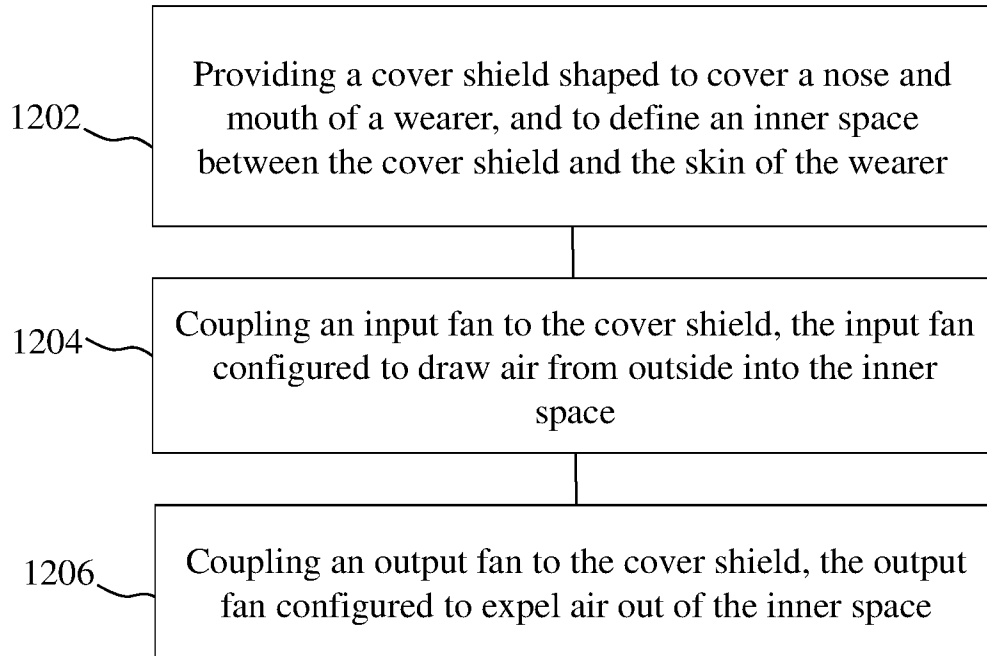 1202
Providing a cover shield shaped to cover a nose and
mouth of a wearer, and to define an inner space
between the cover shield and the skin of the wearer
1204
Coupling an input fan to the cover shield, the input fan
configured to draw air from outside into the inner
space
1206
Coupling an output fan to the cover shield, the output
fan configured to expel air out of the inner space